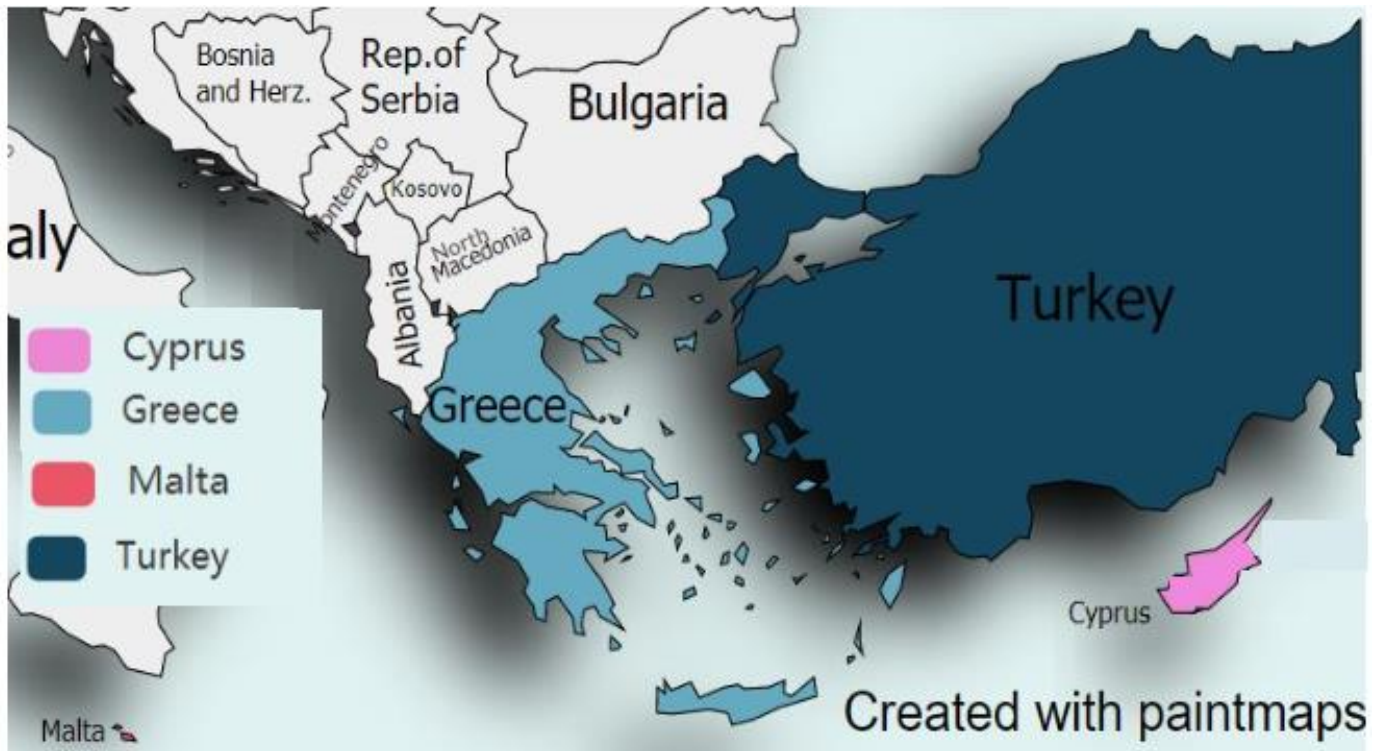 Bosnia
and Herz.
Rep.of
Serbia
Bulgaria
Montenegro
Kosovo
North
Macedonia
Albania
aly
Turkey
Greece
Cyprus
Greece
Malta
Turkey
Cyprus
Malta
Created with paintmaps